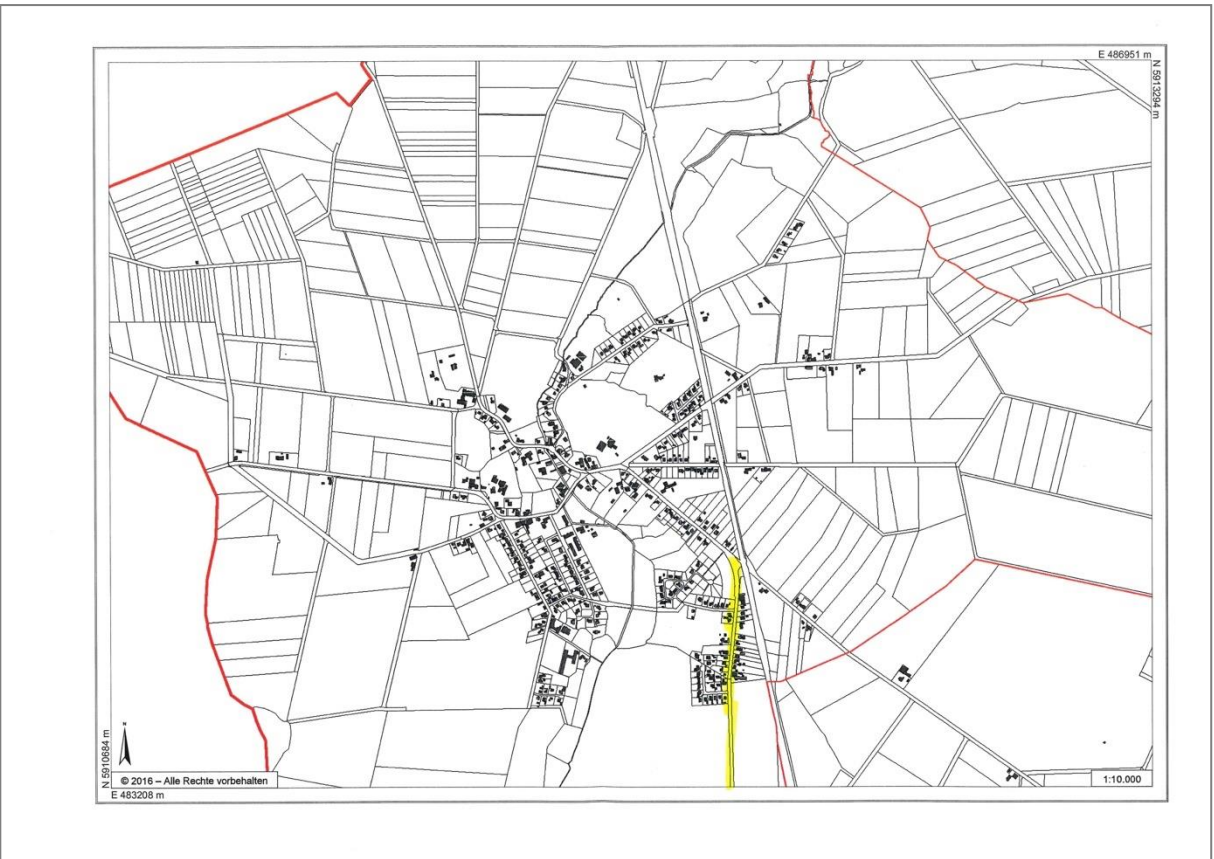 E 486951 m
N 5913294 m
N
N 5910684 m
© 2016 – Alle Rechte vorbehalten
1:10.000
E 483208 m